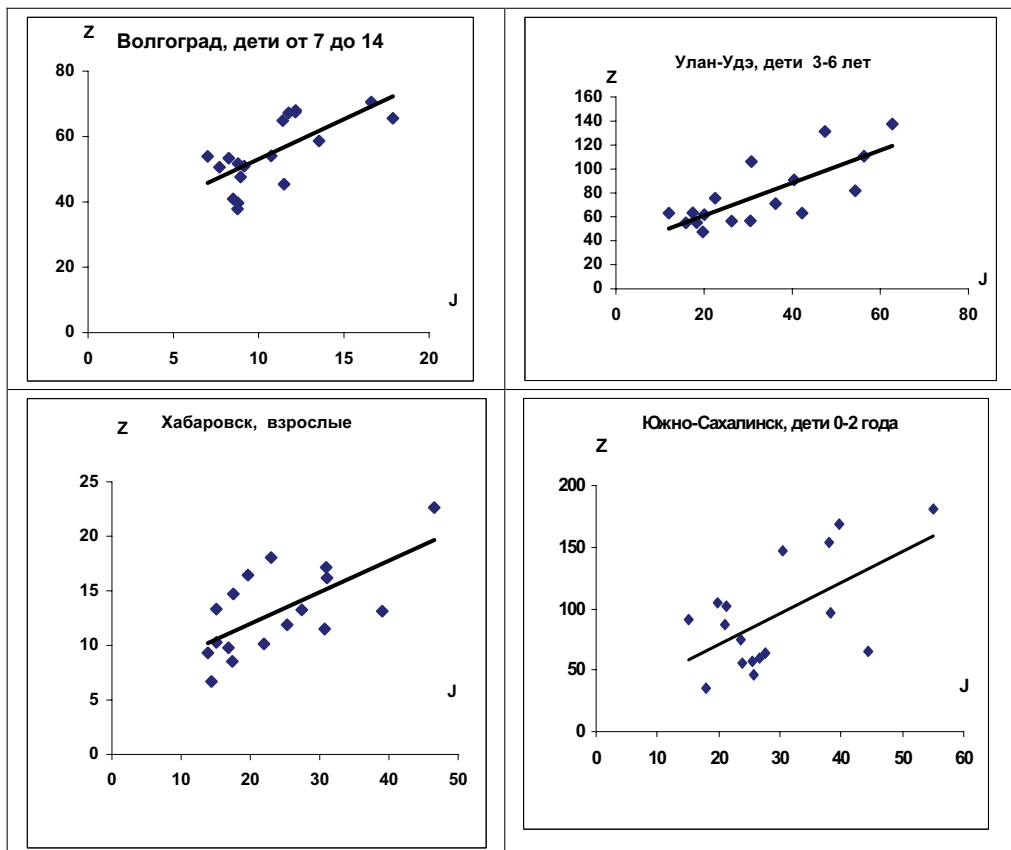 Z
Волгоград, дети от 7 до 14
80
60
40
20
0
J
0 5 10 15 20
Улан-Удэ, дети 3-6 лет
Z
160
140
120
100
80
60
40
20
0
J
0 20 40 60 80
Z
Хабаровск, взрослые
25
20
15
10
5
0
J
0 10 20 30 40 50
Южно-Сахалинск, дети 0-2 года
Z
200
150
100
50
0
J
0 10 20 30 40 50 60